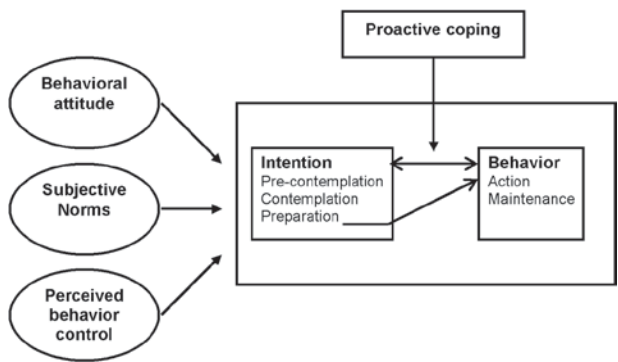 Proactive coping
Behavioral
attitude
Subjective
Norms
Perceived
behavior
control
Intention
Pre-contemplation
Contemplation
Preparation
Behavior
Action
Maintenance